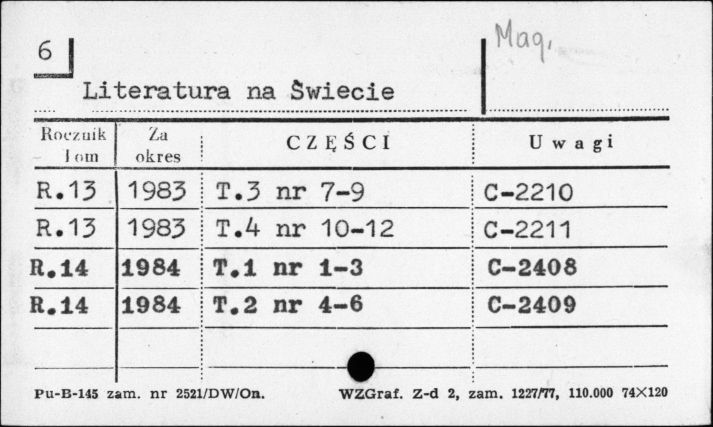 6
Mag.
Literatura na Świecie
Rocznik Tom Za okres CZĘŚCI Uwagi
R.13 1983 T.3 nr 7-9 C-2210
R.13 1983 T.4 nr 10-12 C-2211
R.14 1984 T.1 nr 1-3 C-2408
R.14 1984 T.2 nr 4-6 C-2409
Pu-B-145 zam. nr 2521/DW/On. WZGraf. Z-d 2, zam. 1227/77, 110.000 74×120